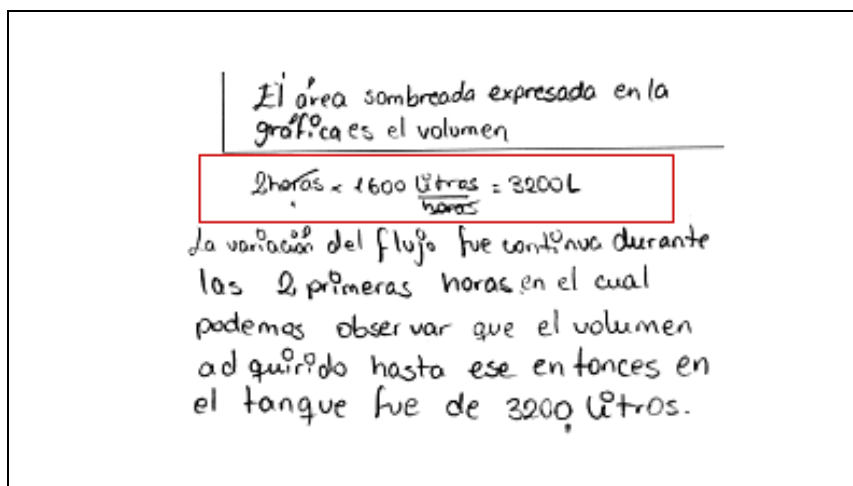 El área sombreada expresada en la
gráfica es el volumen
2horas × 1600 litros/horas = 3200L
La variación del flujo fue continua durante
las 2 primeras horas en el cual
podemos observar que el volumen
adquirido hasta ese entonces en
el tanque fue de 3200 litros.